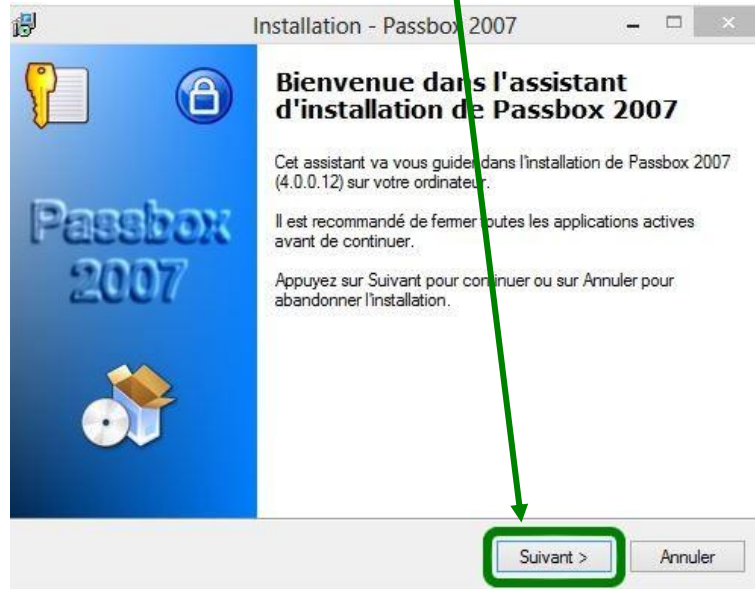 Installation - Passbox 2007
Bienvenue dans l'assistant
d'installation de Passbox 2007
Cet assistant va vous guider dans l'installation de Passbox 2007
(4.0.0.12) sur votre ordinateur.
Il est recommandé de fermer toutes les applications actives
avant de continuer.
Appuyez sur Suivant pour continuer ou sur Annuler pour
abandonner l'installation.
Passbox
2007
Suivant >
Annuler